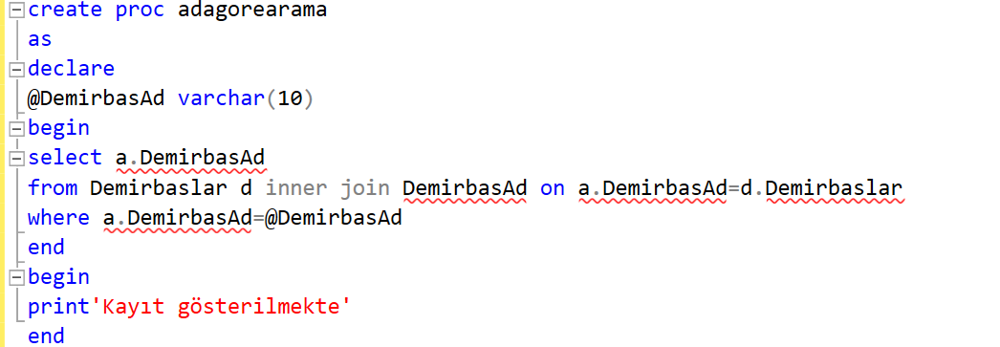 create proc adagorearama
as
declare
@DemirbasAd varchar(10)
begin
select a.DemirbasAd
from Demirbaslar d inner join DemirbasAd on a.DemirbasAd=d.Demirbaslar
where a.DemirbasAd=@DemirbasAd
end
begin
print'Kayıt gösterilmekte'
end